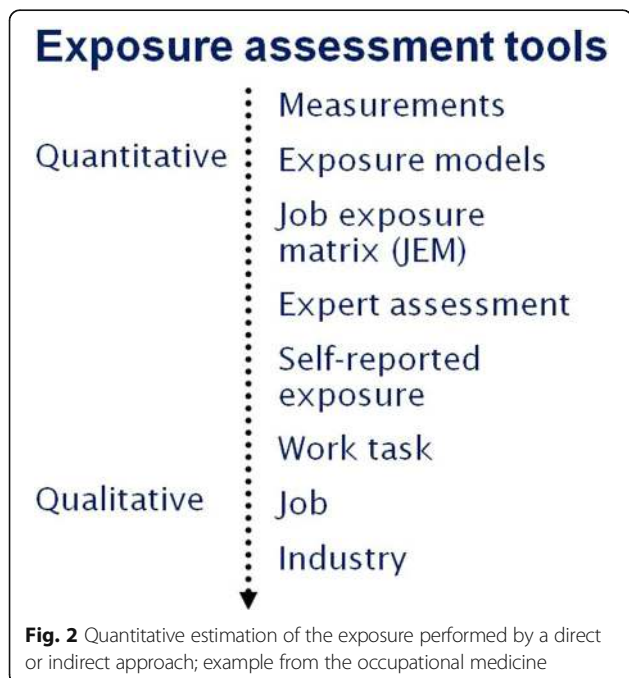 Exposure assessment tools
Measurements
Quantitative
Exposure models
Job exposure
matrix (JEM)
Expert assessment
Self-reported
exposure
Work task
Qualitative
Job
Industry
Fig. 2 Quantitative estimation of the exposure performed by a direct
or indirect approach; example from the occupational medicine